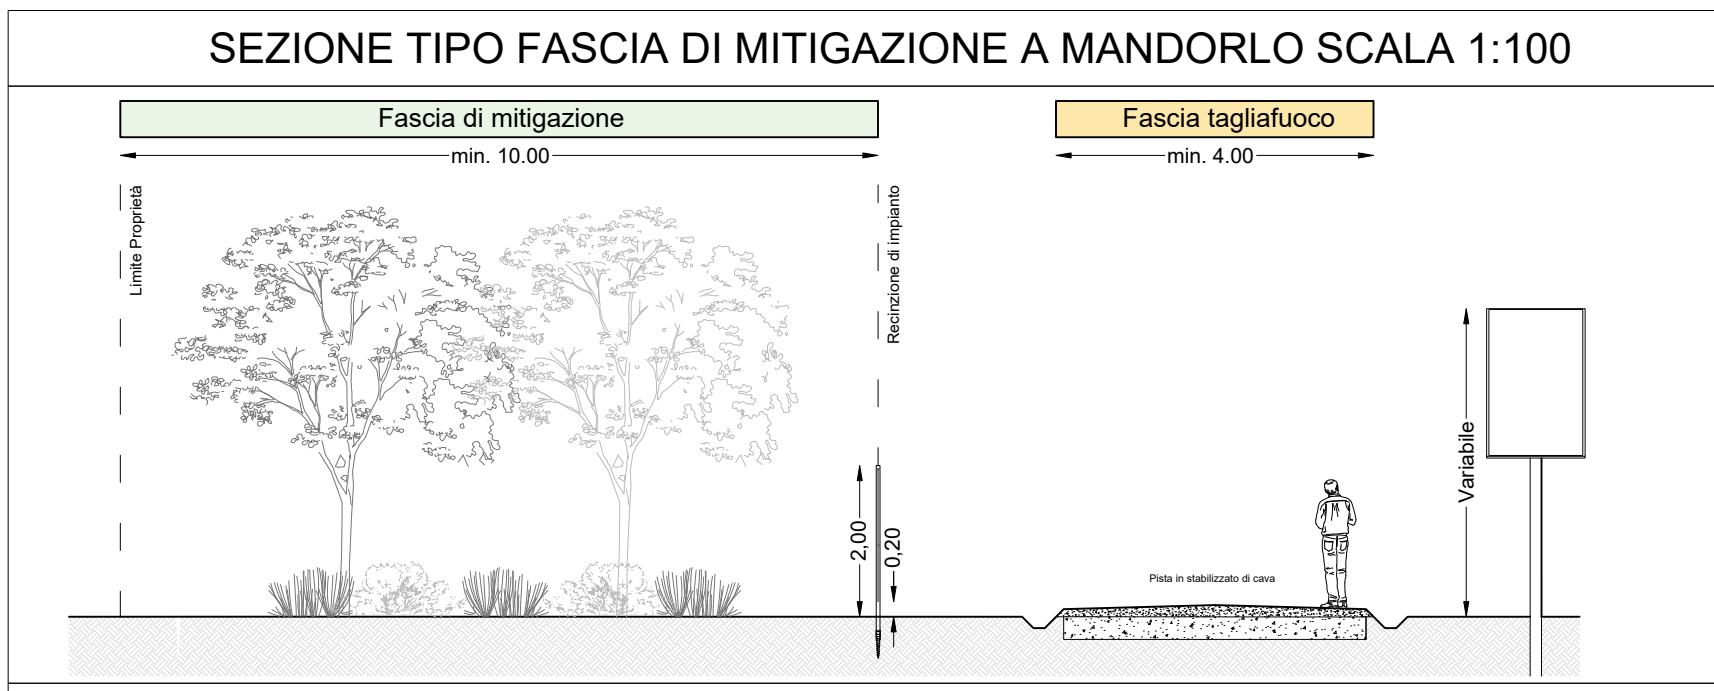 SEZIONE TIPO FASCIA DI MITIGAZIONE A MANDORLO SCALA 1:100
Fascia di mitigazione
Fascia tagliafuoco
min. 10.00
min. 4.00
Limite Proprietà
Recinzione di impianto
2,00
0,20
Pista in stabilizzato di cava
Variabile